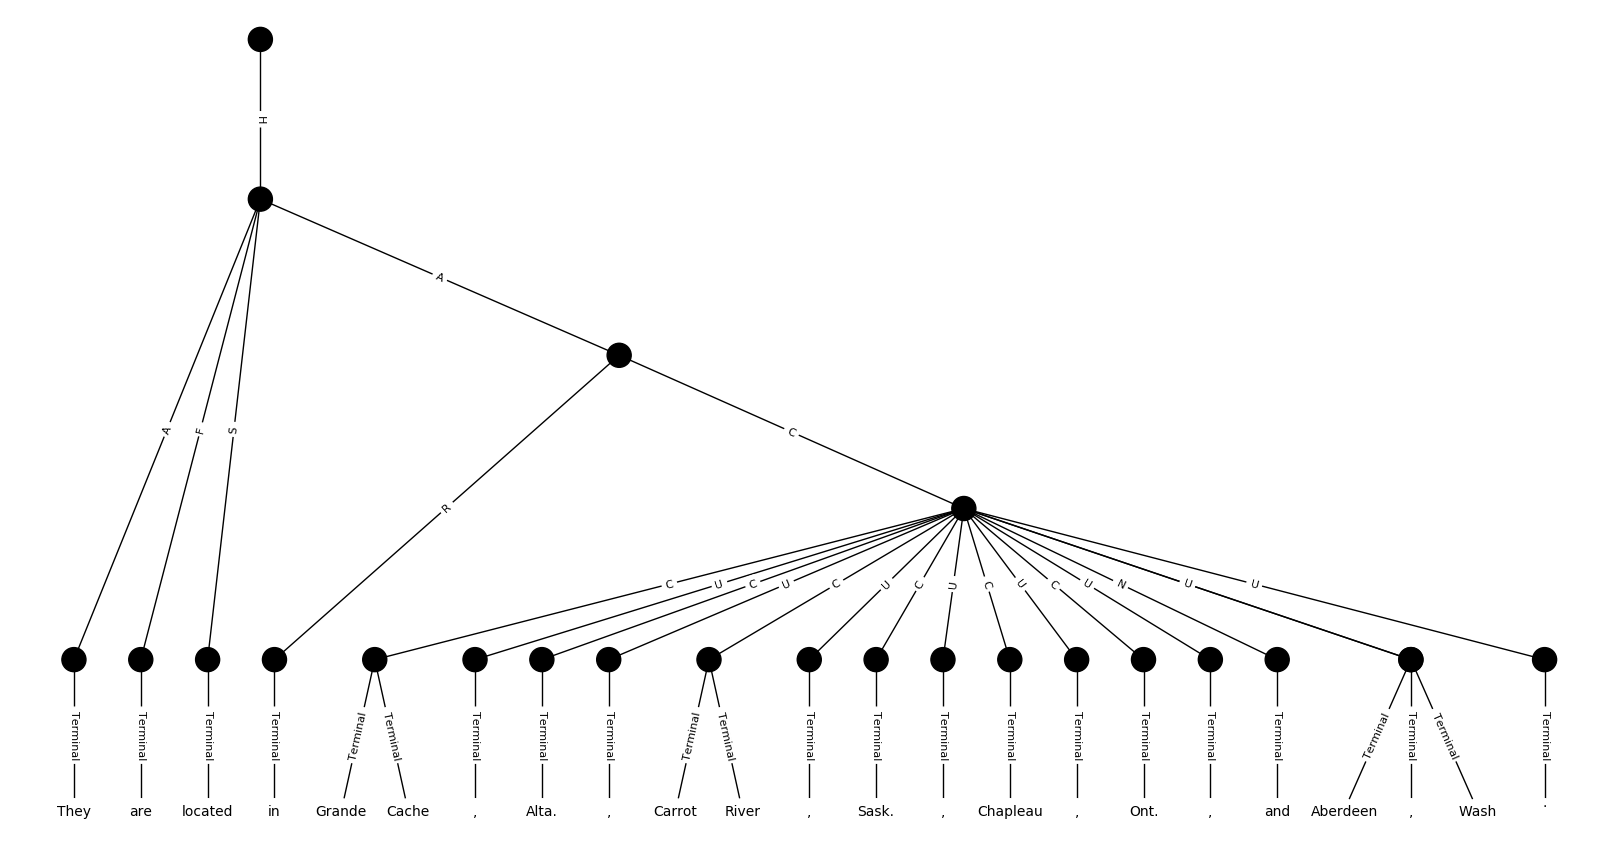 H
A
A F S
C
R
C U C U C U C U C U C U N U U
Terminal Terminal Terminal Terminal Terminal Terminal Terminal Terminal Terminal Terminal Terminal Terminal Terminal Terminal Terminal Terminal Terminal Terminal Terminal Terminal Terminal Terminal Terminal
They are located in Grande Cache , Alta. , Carrot River , Sask. , Chapleau , Ont. , and Aberdeen , Wash .